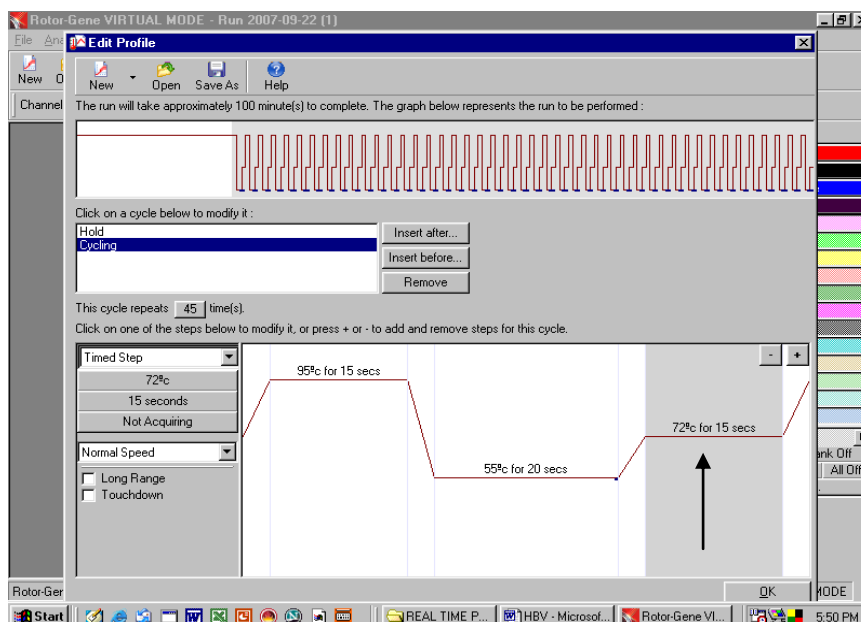 Rotor-Gene VIRTUAL MODE - Run 2007-09-22 (1)
File Ana
Edit Profile
New O
New Open Save As Help
Channel
The run will take approximately 100 minute(s) to complete. The graph below represents the run to be performed :
Click on a cycle below to modify it :
Hold
Cycling
Insert after...
Insert before...
Remove
This cycle repeats 45 time(s).
Click on one of the steps below to modify it, or press + or - to add and remove steps for this cycle.
Timed Step
- +
72ºc
15 seconds
Not Acquiring
Normal Speed
Long Range
Touchdown
95ºc for 15 secs
55ºc for 20 secs
72ºc for 15 secs
ank Off
All Off
OK
Rotor-Ger
MODE
Start
REAL TIME P...
HBV - Microsof...
Rotor-Gene VI...
5:50 PM